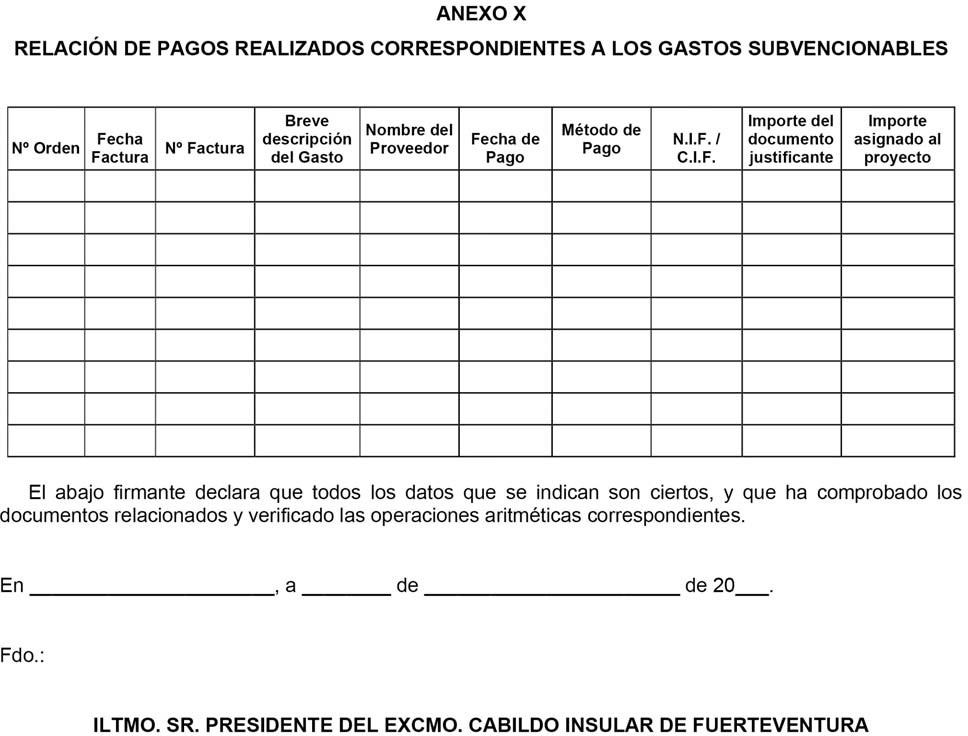 ANEXO X
RELACIÓN DE PAGOS REALIZADOS CORRESPONDIENTES A LOS GASTOS SUBVENCIONABLES
Nº Orden
Fecha
Factura
Nº Factura
Breve
descripción
del Gasto
Nombre del
Proveedor
Fecha de
Pago
Método de
Pago
N.I.F. /
C.I.F.
Importe del
documento
justificante
Importe
asignado al
proyecto
El abajo firmante declara que todos los datos que se indican son ciertos, y que ha comprobado los
documentos relacionados y verificado las operaciones aritméticas correspondientes.
En ______________________, a ________ de _______________________ de 20___.
Fdo.:
ILTMO. SR. PRESIDENTE DEL EXCMO. CABILDO INSULAR DE FUERTEVENTURA